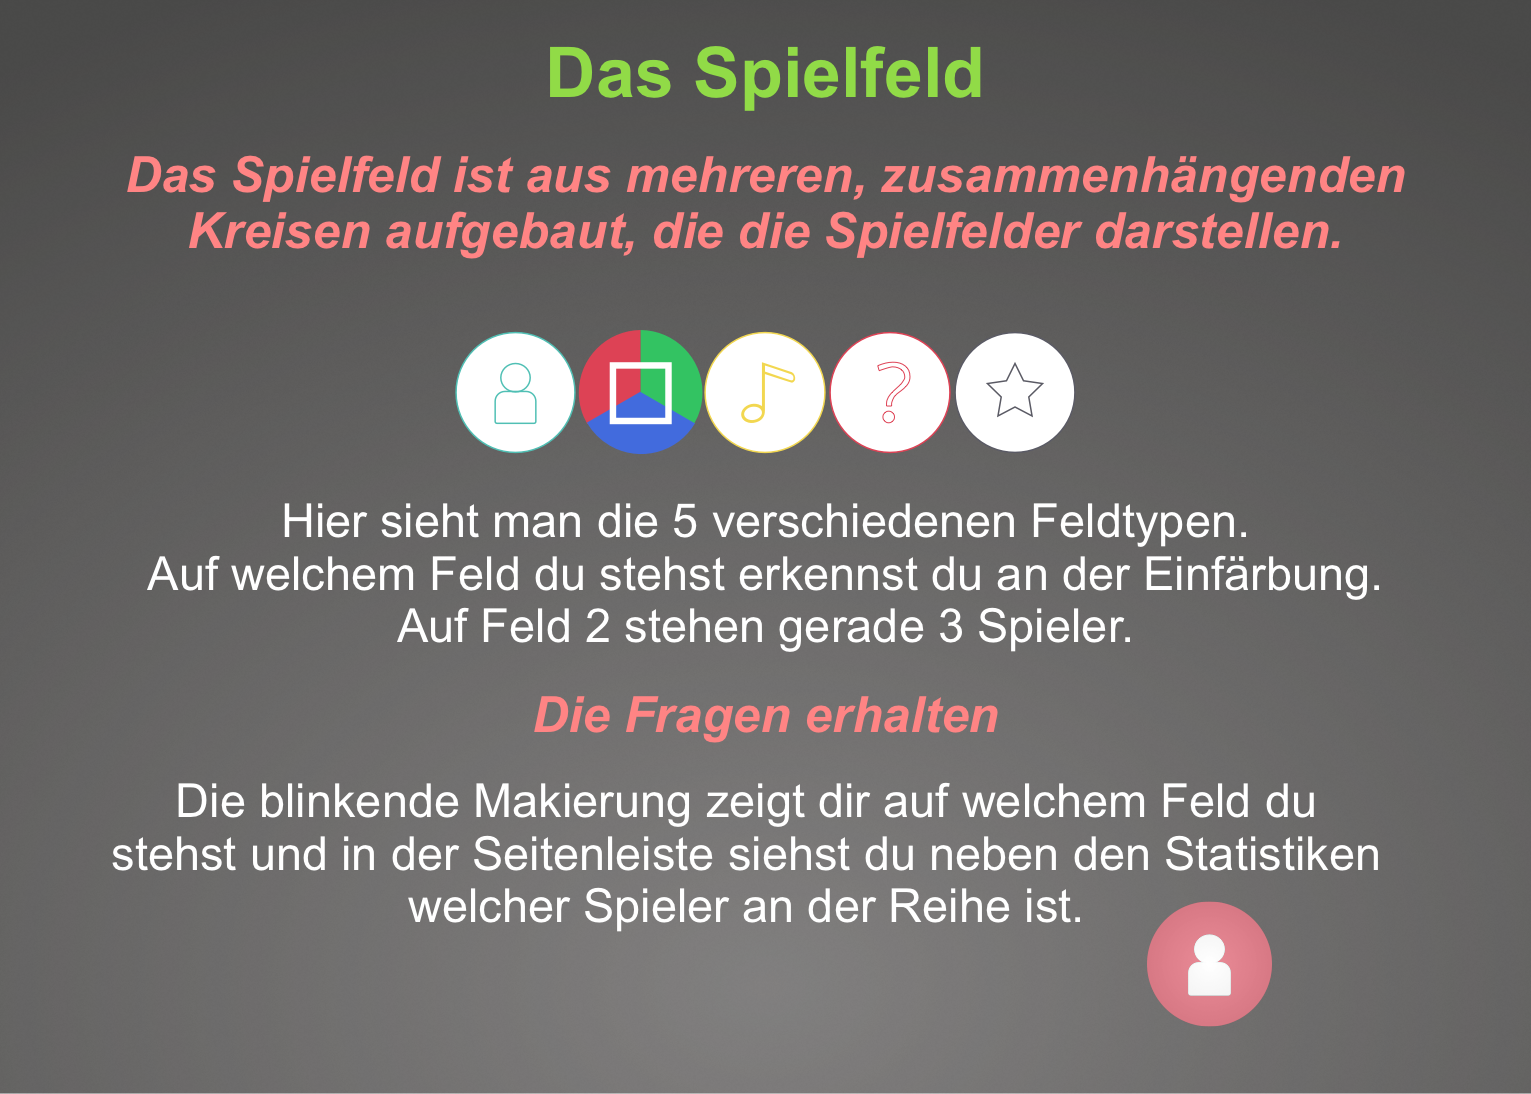 Das Spielfeld
Das Spielfeld ist aus mehreren, zusammenhängenden
Kreisen aufgebaut, die die Spielfelder darstellen.
?
Hier sieht man die 5 verschiedenen Feldtypen.
Auf welchem Feld du stehst erkennst du an der Einfärbung.
Auf Feld 2 stehen gerade 3 Spieler.
Die Fragen erhalten
Die blinkende Makierung zeigt dir auf welchem Feld du
stehst und in der Seitenleiste siehst du neben den Statistiken
welcher Spieler an der Reihe ist.